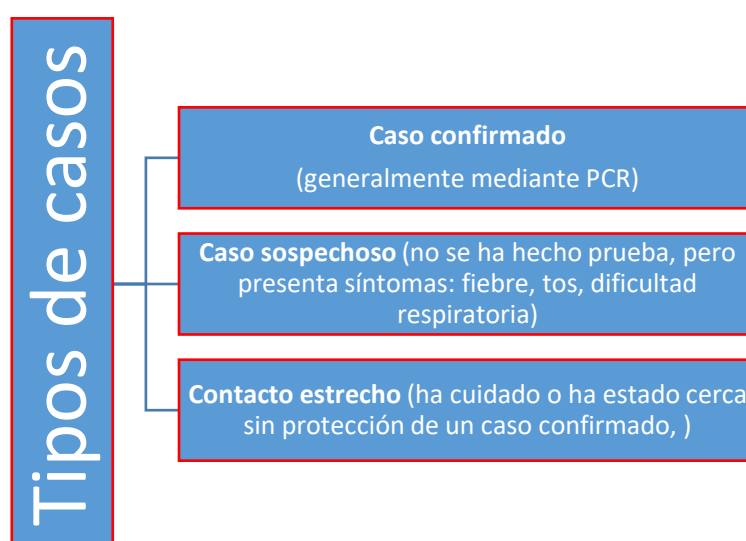 Tipos de casos
Caso confirmado
(generalmente mediante PCR)
Caso sospechoso (no se ha hecho prueba, pero
presenta síntomas: fiebre, tos, dificultad
respiratoria)
Contacto estrecho (ha cuidado o ha estado cerca
sin protección de un caso confirmado, )